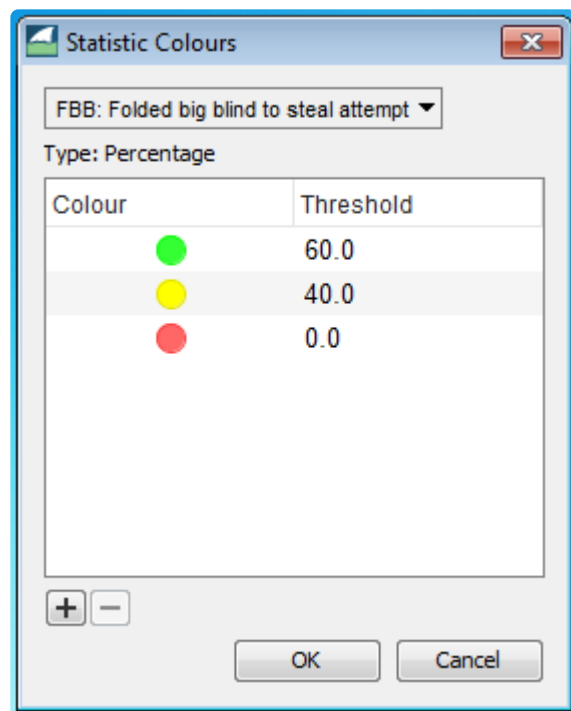 Statistic Colours
FBB: Folded big blind to steal attempt
Type: Percentage
Colour Threshold
60.0
40.0
0.0
OK Cancel